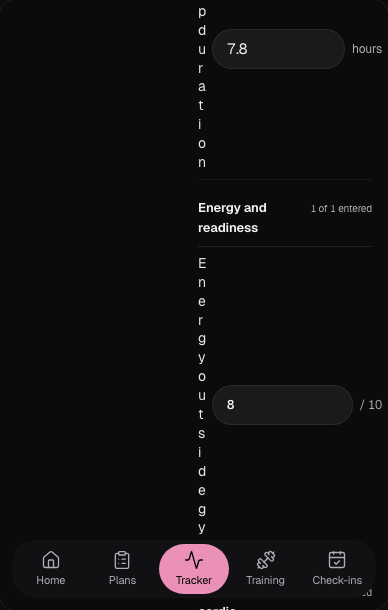 p
d
u
r
a
t
i
o
n
7.8 hours
Energy and
readiness
1 of 1 entered
E
n
e
r
g
y
o
u
t
s
i
d
e
g
y
8 / 10
Home Plans Tracker Training Check-ins